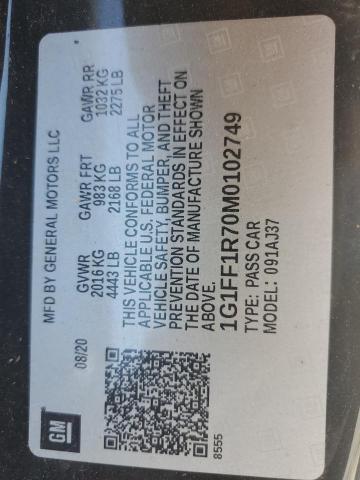 GM
08/20
MFD BY GENERAL MOTORS LLC
GVWR GAWR FRT GAWR RR
2016 KG 983 KG 1032 KG
4443 LB 2168 LB 2275 LB
THIS VEHICLE CONFORMS TO ALL
APPLICABLE U.S. FEDERAL MOTOR
VEHICLE SAFETY, BUMPER, AND THEFT
PREVENTION STANDARDS IN EFFECT ON
THE DATE OF MANUFACTURE SHOWN
ABOVE.
1G1FF1R70M0102749
TYPE: PASS CAR
MODEL: 091AJ37
8555